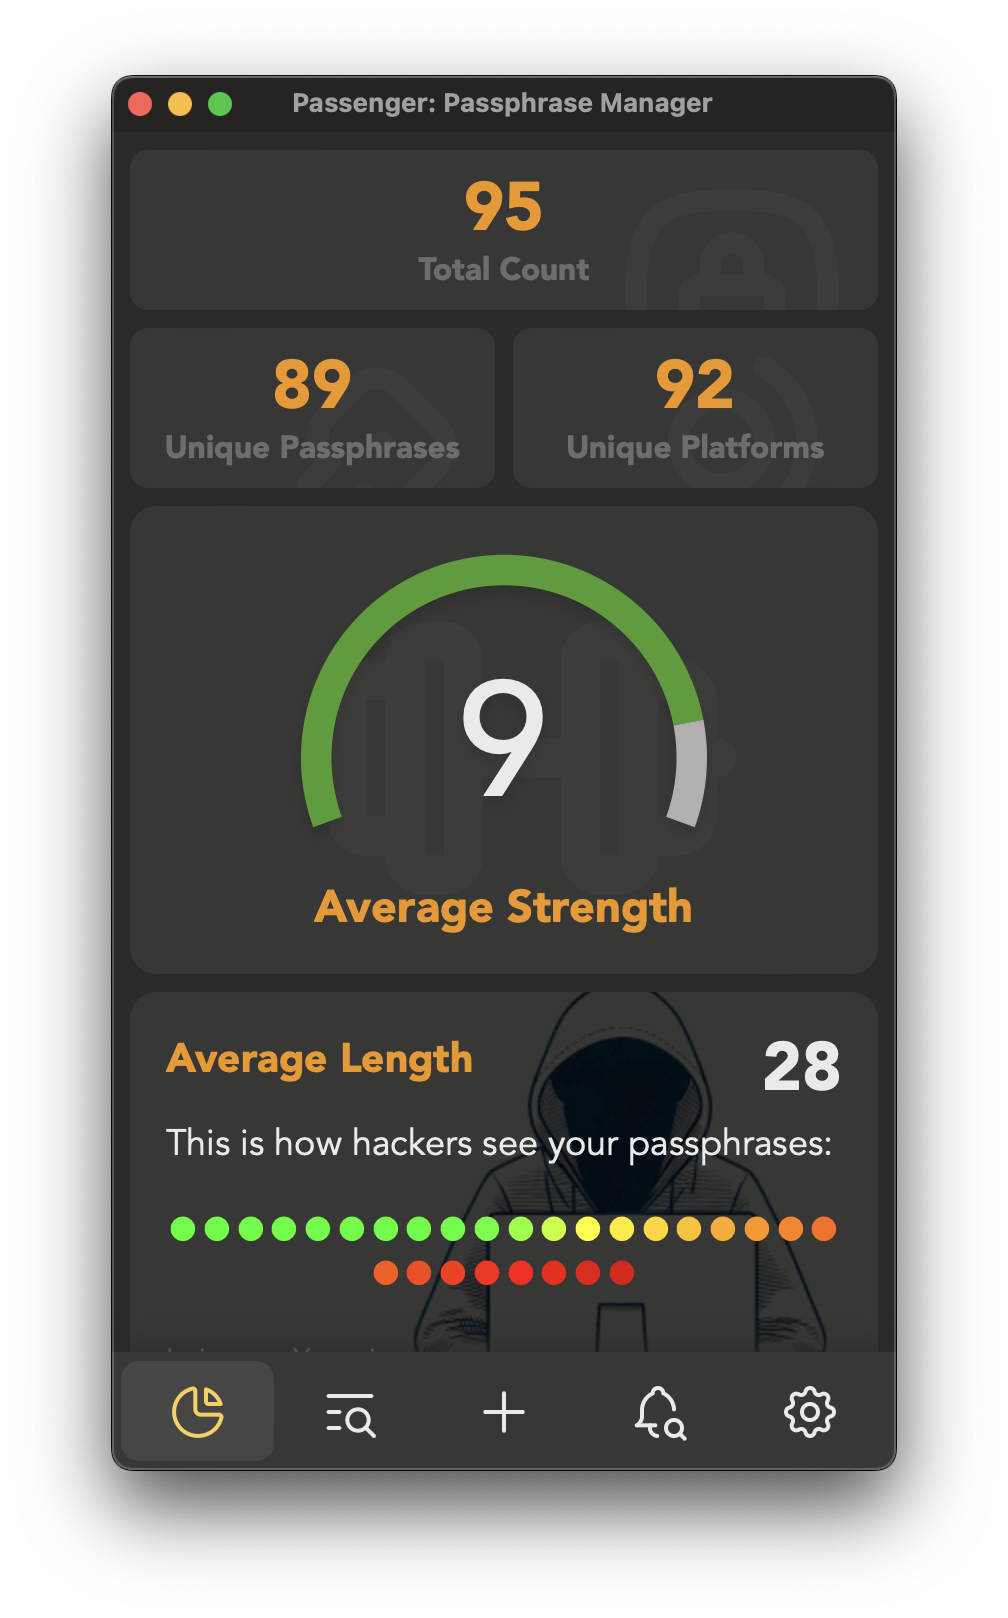 Passenger: Passphrase Manager
95
Total Count
89
Unique Passphrases
92
Unique Platforms
9
Average Strength
Average Length
28
This is how hackers see your passphrases: